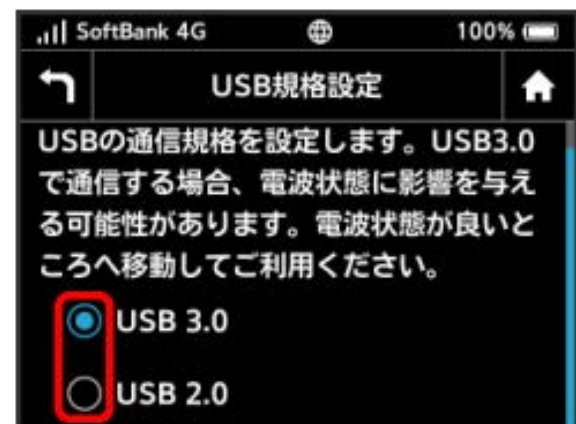 SoftBank 4G 100%
USB規格設定
USBの通信規格を設定します。USB3.0
で通信する場合、電波状態に影響を与え
る可能性があります。電波状態が良いと
ころへ移動してご利用ください。
USB 3.0
USB 2.0